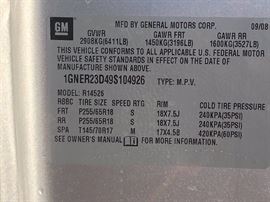 GM
MFD BY GENERAL MOTORS CORP. 09/08
GVWR GAWR FRT GAWR RR
2908KG(6411LB) 1450KG(3196LB) 1600KG(3527LB)
THIS VEHICLE CONFORMS TO ALL APPLICABLE U.S. FEDERAL MOTOR
VEHICLE SAFETY STANDARDS IN EFFECT ON THE DATE OF
MANUFACTURE SHOWN ABOVE.
1GNER23D49S104926 TYPE: M.P.V.
MODEL: R14526
RDBC TIRE SIZE SPEED RTG RIM COLD TIRE PRESSURE
FRT P255/65R18 S 18X7.5J 240KPA(35PSI)
RR P255/65R18 S 18X7.5J 240KPA(35PSI)
SPA T145/70R17 M 17X4.5B 420KPA(60PSI)
SEE OWNER'S MANUAL FOR MORE INFORMATION.